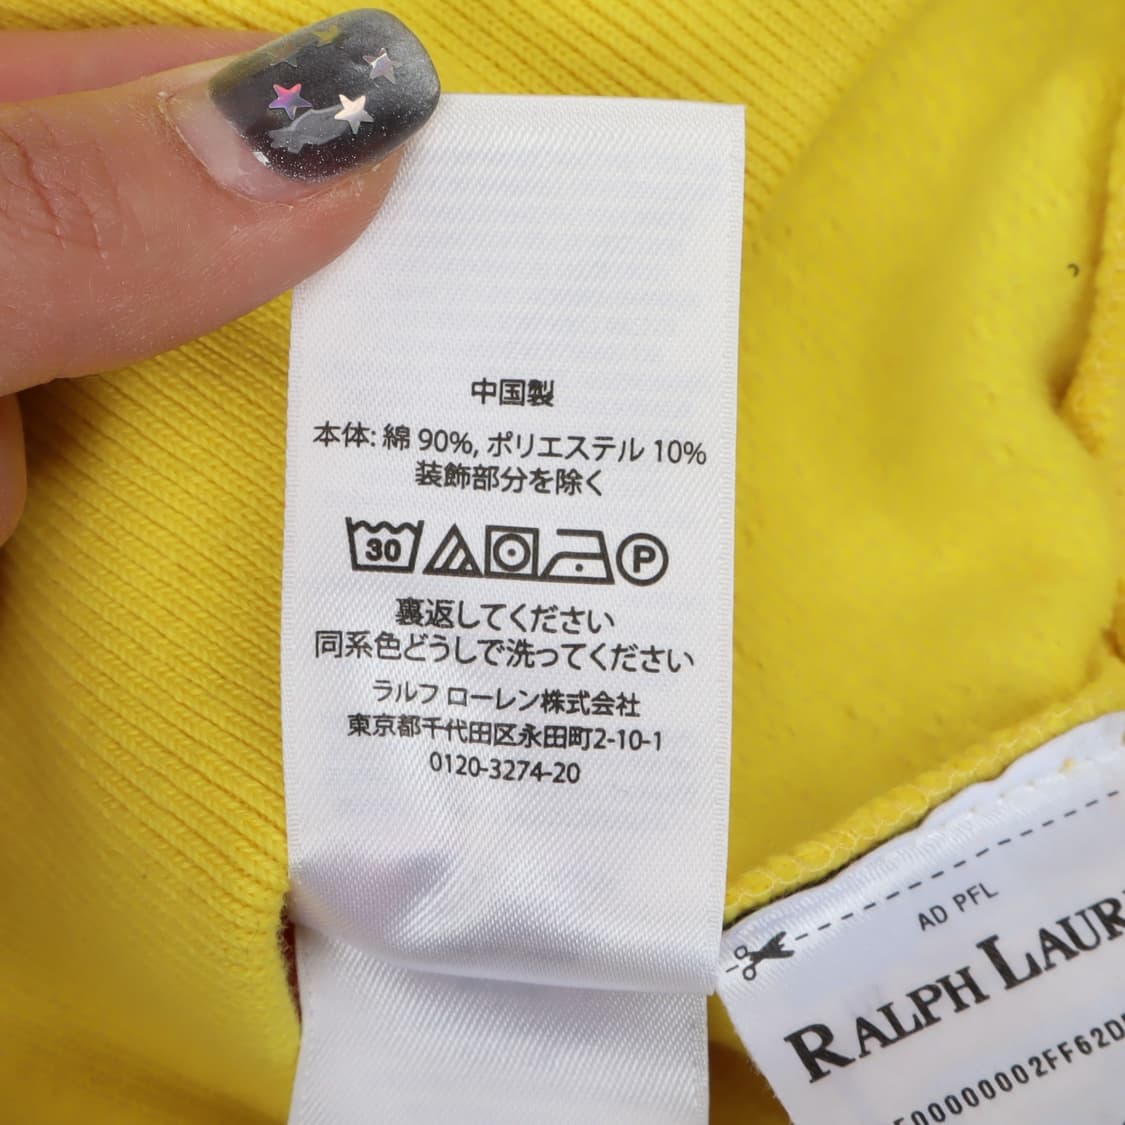 中国製
本体: 綿 90%, ポリエステル 10%
装飾部分を除く
30 P
裏返してください
同系色どうしで洗ってください
ラルフ ローレン株式会社
東京都千代田区永田町2-10-1
0120-3274-20
AD PFL
RALPH